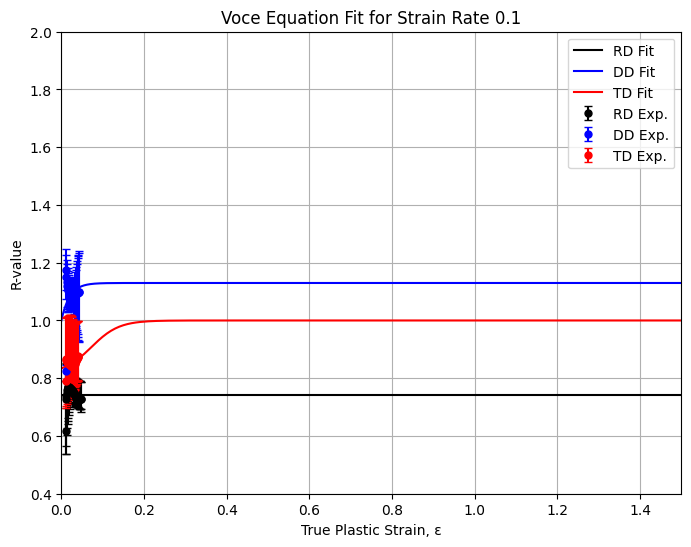 Voce Equation Fit for Strain Rate 0.1
R-value
2.0
1.8
1.6
1.4
1.2
1.0
0.8
0.6
0.4
RD Fit
DD Fit
TD Fit
RD Exp.
DD Exp.
TD Exp.
0.0 0.2 0.4 0.6 0.8 1.0 1.2 1.4
True Plastic Strain, ε